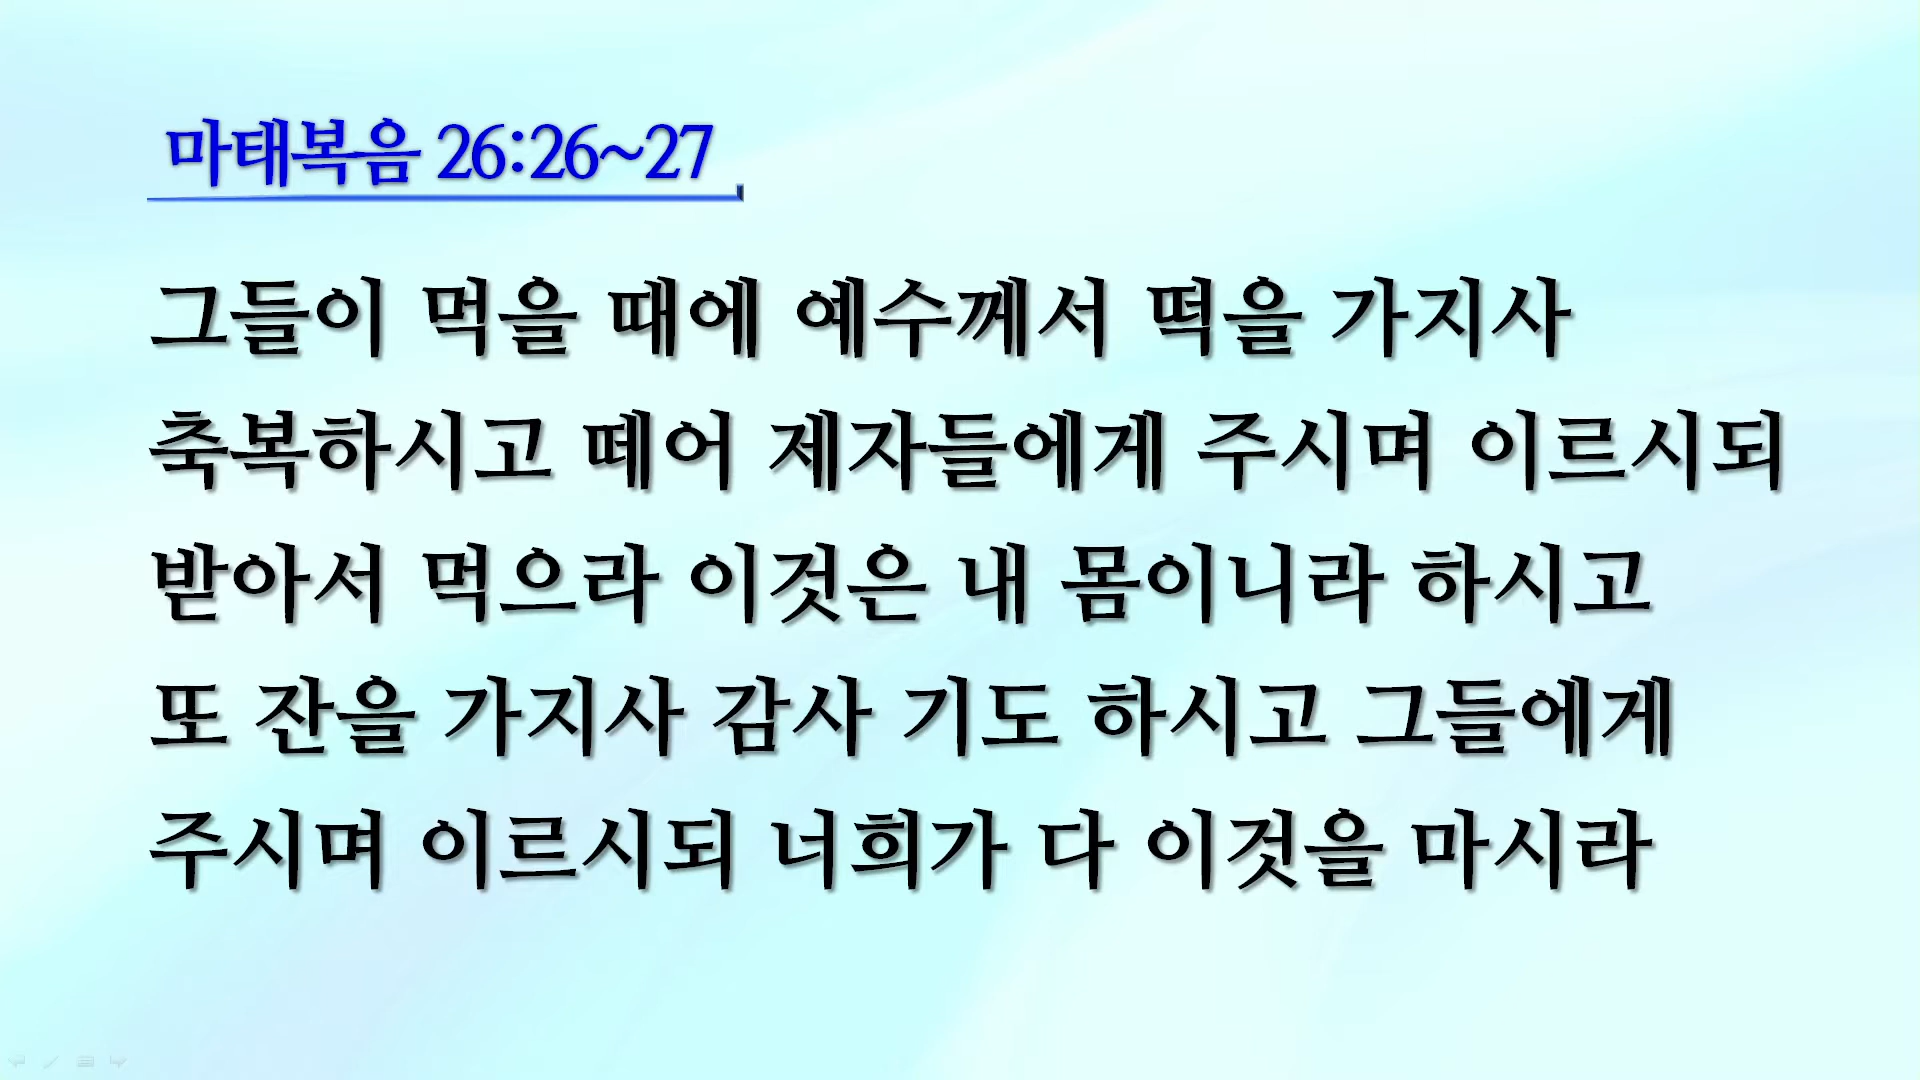 마태복음 26:26~27
그들이 먹을 때에 예수께서 떡을 가지사
축복하시고 떼어 제자들에게 주시며 이르시되
받아서 먹으라 이것은 내 몸이니라 하시고
또 잔을 가지사 감사 기도 하시고 그들에게
주시며 이르시되 너희가 다 이것을 마시라